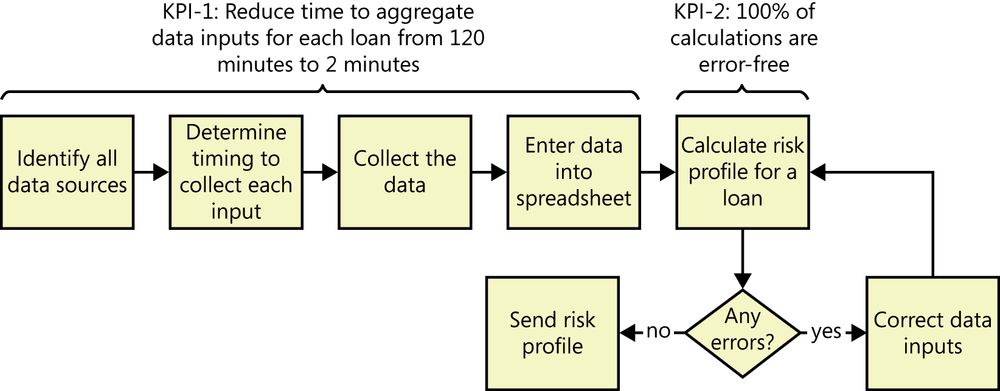 KPI-1: Reduce time to aggregate
data inputs for each loan from 120
minutes to 2 minutes
KPI-2: 100% of
calculations are
error-free
Identify all
data sources
Determine
timing to
collect each
input
Collect the
data
Enter data
into
spreadsheet
Calculate risk
profile for a
loan
Send risk
profile
no
Any
errors?
yes
Correct data
inputs